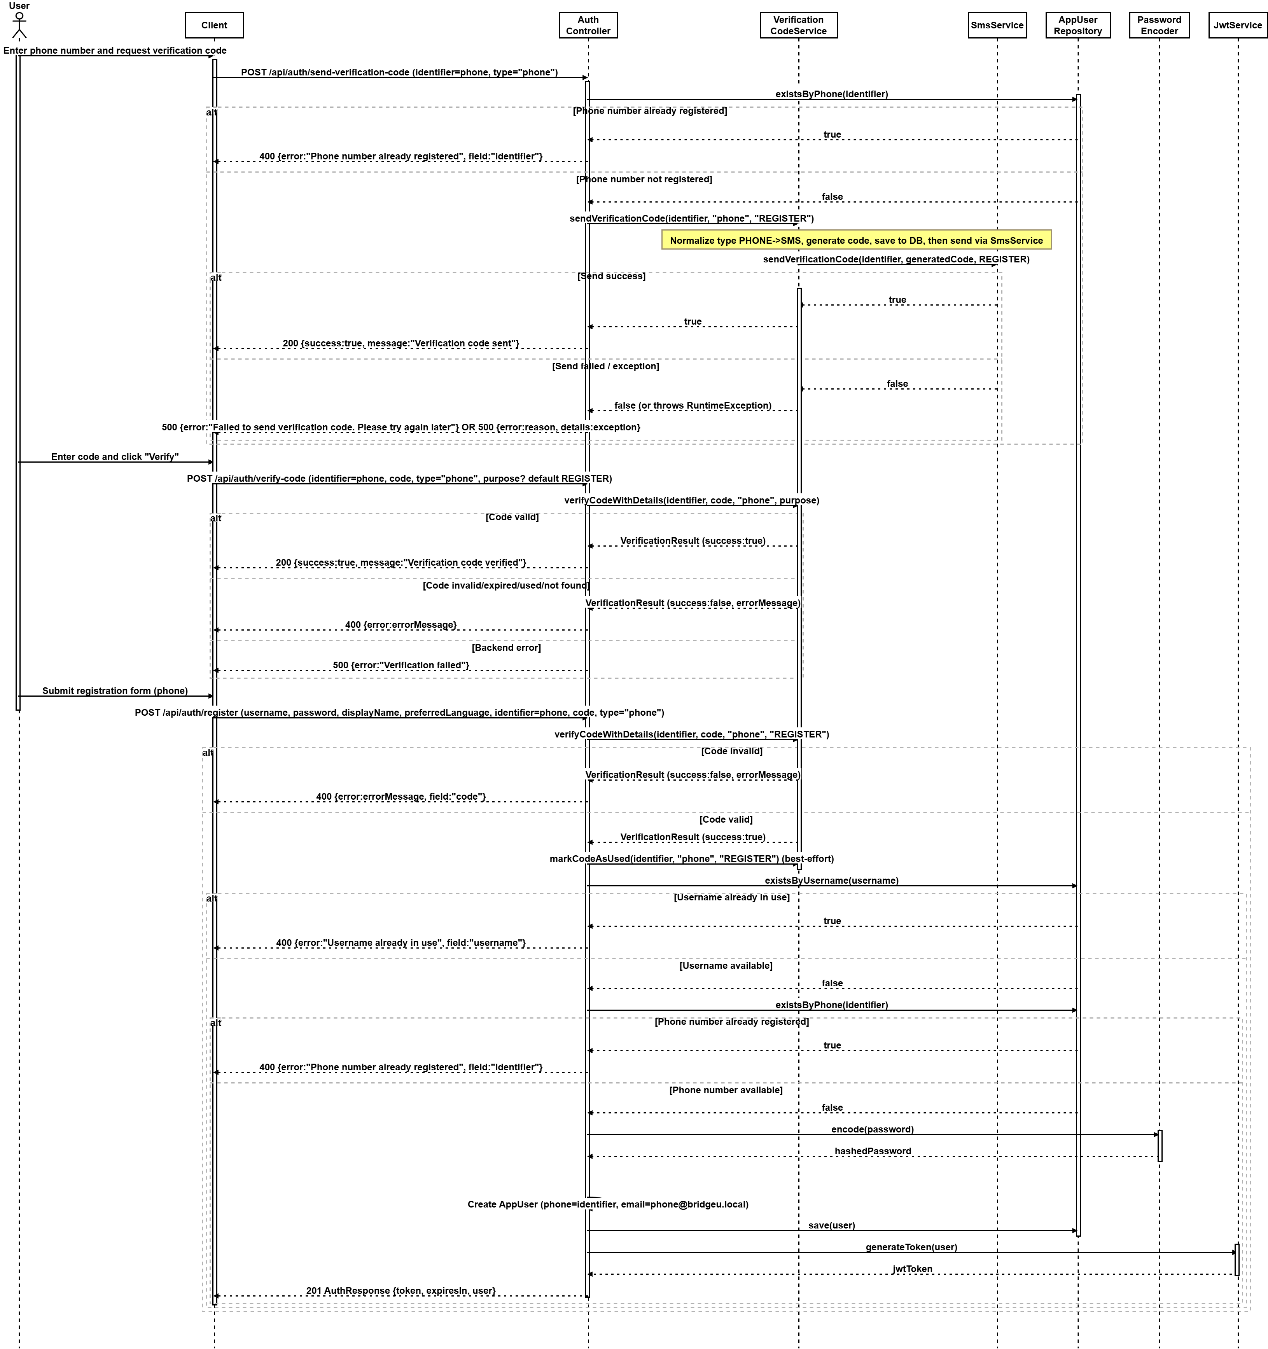 User
Client
Auth
Controller
Verification
CodeService
SmsService
AppUser
Repository
Password
Encoder
JwtService
Enter phone number and request verification code
POST /api/auth/send-verification-code (identifier=phone, type="phone")
existsByPhone(identifier)
alt
[Phone number already registered]
true
400 {error:"Phone number already registered", field:"identifier"}
[Phone number not registered]
false
sendVerificationCode(identifier, "phone", "REGISTER")
Normalize type PHONE->SMS, generate code, save to DB, then send via SmsService
sendVerificationCode(identifier, generatedCode, REGISTER)
alt
[Send success]
true
true
200 {success:true, message:"Verification code sent"}
[Send failed / exception]
false
false (or throws RuntimeException)
500 {error:"Failed to send verification code. Please try again later"} OR 500 {error:reason, details:exception}
Enter code and click "Verify"
POST /api/auth/verify-code (identifier=phone, code, type="phone", purpose? default REGISTER)
verifyCodeWithDetails(identifier, code, "phone", purpose)
alt
[Code valid]
VerificationResult (success:true)
200 {success:true, message:"Verification code verified"}
[Code invalid/expired/used/not found]
VerificationResult (success:false, errorMessage)
400 {error:errorMessage}
[Backend error]
500 {error:"Verification failed"}
Submit registration form (phone)
POST /api/auth/register (username, password, displayName, preferredLanguage, identifier=phone, code, type="phone")
verifyCodeWithDetails(identifier, code, "phone", "REGISTER")
alt
[Code invalid]
VerificationResult (success:false, errorMessage)
400 {error:errorMessage, field:"code"}
[Code valid]
VerificationResult (success:true)
markCodeAsUsed(identifier, "phone", "REGISTER") (best-effort)
existsByUsername(username)
alt
[Username already in use]
true
400 {error:"Username already in use", field:"username"}
[Username available]
false
existsByPhone(identifier)
alt
[Phone number already registered]
true
400 {error:"Phone number already registered", field:"identifier"}
[Phone number available]
false
encode(password)
hashedPassword
Create AppUser (phone=identifier, email=phone@bridgeu.local)
save(user)
generateToken(user)
jwtToken
201 AuthResponse {token, expiresIn, user}